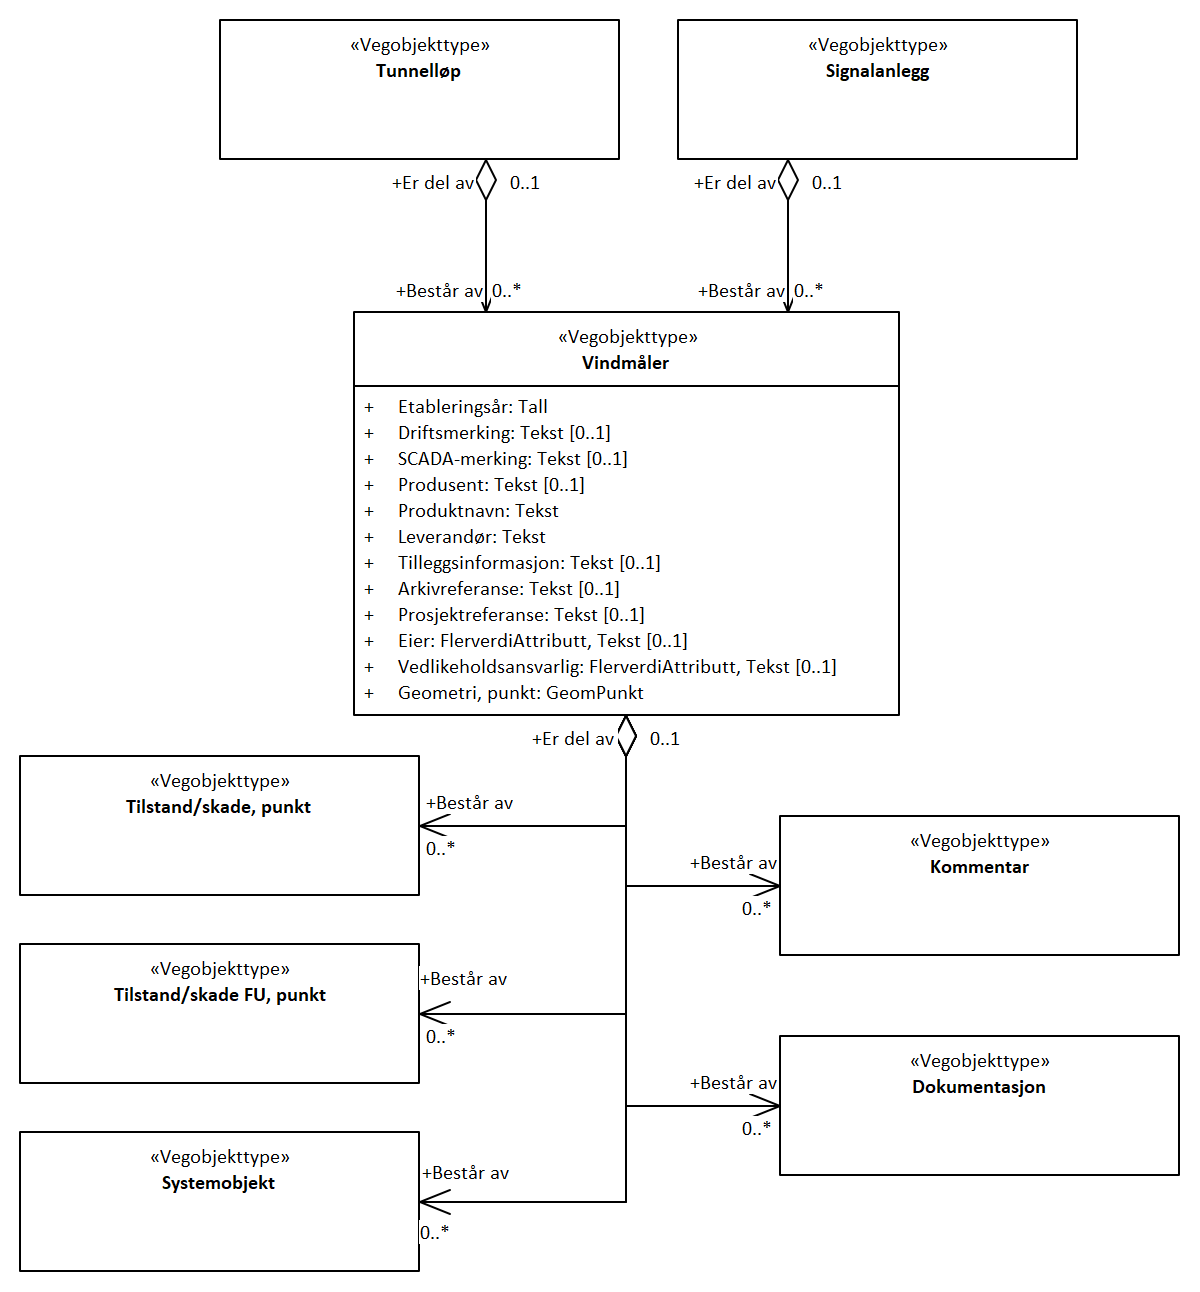 «Vegobjekttype»
Tunnelløp
«Vegobjekttype»
Signalanlegg
+Er del av 0..1
+Er del av 0..1
+Består av 0..*
+Består av 0..*
«Vegobjekttype»
Vindmåler
+ Etableringsår: Tall
+ Driftsmerking: Tekst [0..1]
+ SCADA-merking: Tekst [0..1]
+ Produsent: Tekst [0..1]
+ Produktnavn: Tekst
+ Leverandør: Tekst
+ Tilleggsinformasjon: Tekst [0..1]
+ Arkivreferanse: Tekst [0..1]
+ Prosjektreferanse: Tekst [0..1]
+ Eier: FlerverdiAttributt, Tekst [0..1]
+ Vedlikeholdsansvarlig: FlerverdiAttributt, Tekst [0..1]
+ Geometri, punkt: GeomPunkt
+Er del av 0..1
«Vegobjekttype»
Tilstand/skade, punkt
+Består av
0..*
«Vegobjekttype»
Kommentar
+Består av
0..*
«Vegobjekttype»
Tilstand/skade FU, punkt
+Består av
0..*
«Vegobjekttype»
Dokumentasjon
+Består av
0..*
«Vegobjekttype»
Systemobjekt
+Består av
0..*